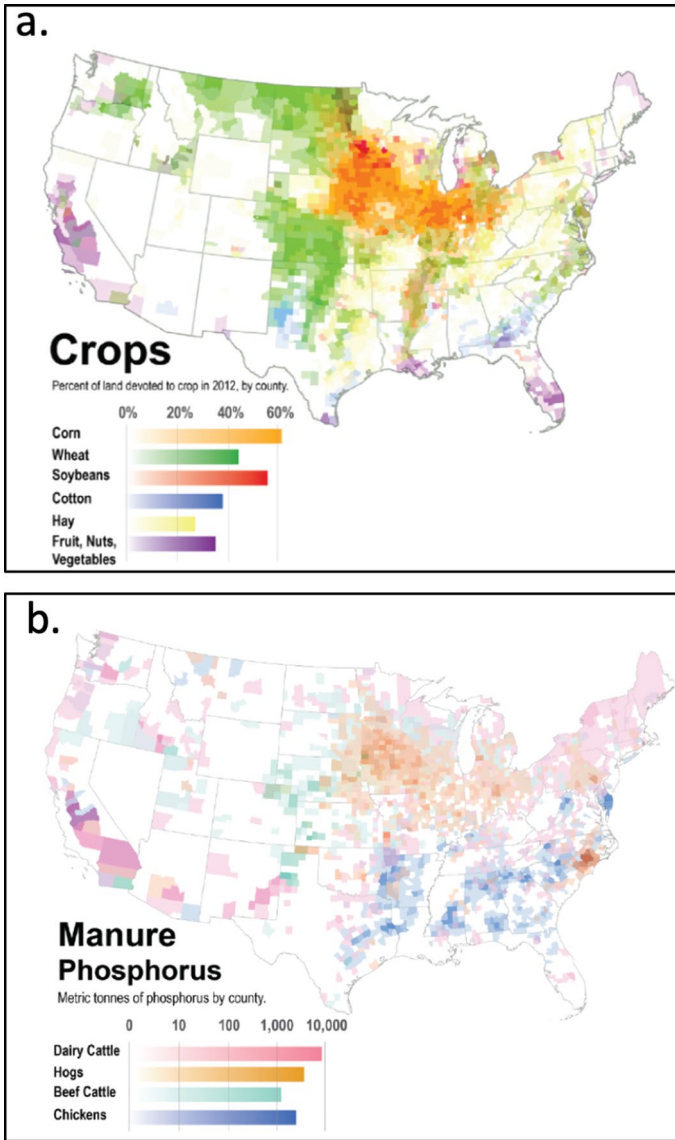 a.
Crops
Percent of land devoted to crop in 2012, by county.
0% 20% 40% 60%
Corn
Wheat
Soybeans
Cotton
Hay
Fruit, Nuts,
Vegetables
b.
Manure
Phosphorus
Metric tonnes of phosphorus by county.
0 10 100 1,000 10,000
Dairy Cattle
Hogs
Beef Cattle
Chickens